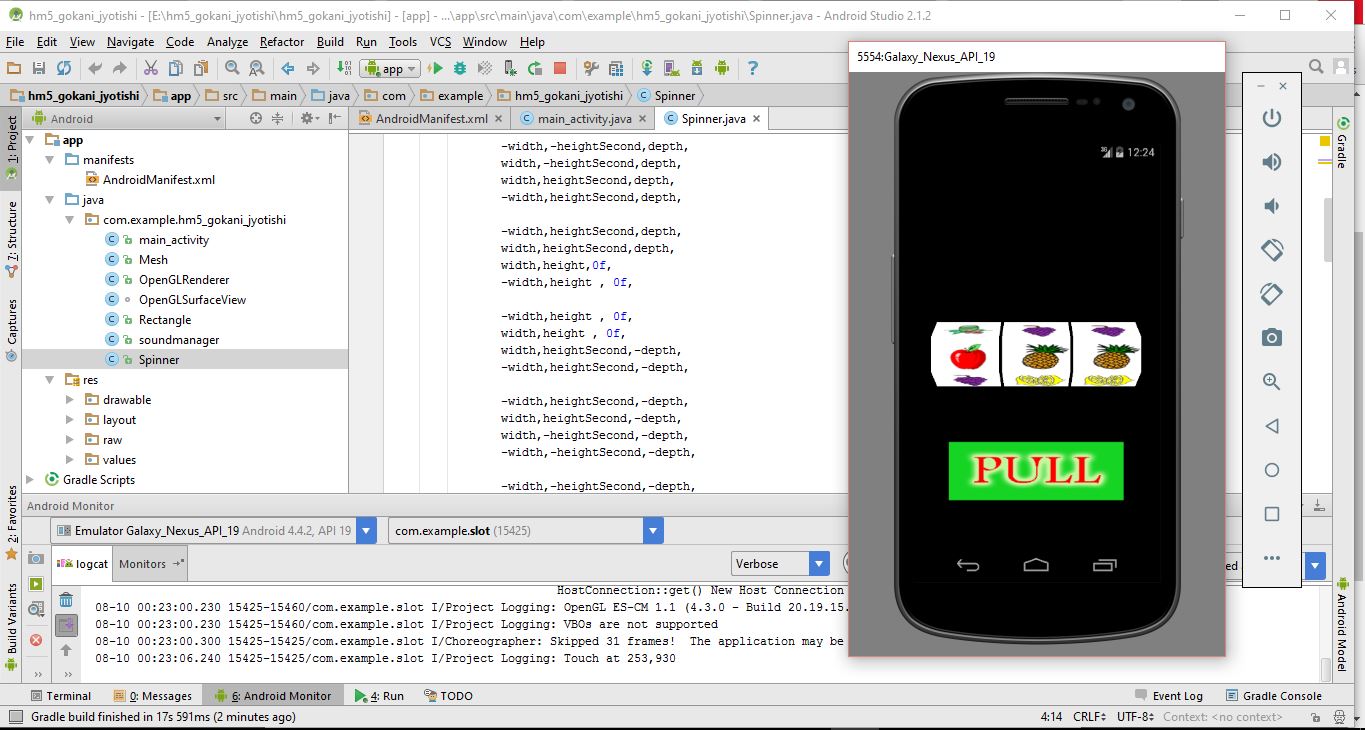 hm5_gokani_jyotishi - [E:\hm5_gokani_jyotishi\hm5_gokani_jyotishi] - [app] - ...\app\src\main\java\com\example\hm5_gokani_jyotishi\Spinner.java - Android Studio 2.1.2
File Edit View Navigate Code Analyze Refactor Build Run Tools VCS Window Help
app
hm5_gokani_jyotishi app src main java com example hm5_gokani_jyotishi Spinner
1: Project
Z: Structure
Captures
2: Favorites
Build Variants
Android
app
manifests
AndroidManifest.xml
java
com.example.hm5_gokani_jyotishi
main_activity
Mesh
OpenGLRenderer
OpenGLSurfaceView
Rectangle
soundmanager
Spinner
res
drawable
layout
raw
values
Gradle Scripts
AndroidManifest.xml main_activity.java Spinner.java
-width,-heightSecond,depth,
width,-heightSecond,depth,
width,heightSecond,depth,
-width,heightSecond,depth,
-width,heightSecond,depth,
width,heightSecond,depth,
width,height,0f,
-width,height , 0f,
-width,height , 0f,
width,height , 0f,
width,heightSecond,-depth,
-width,heightSecond,-depth,
-width,heightSecond,-depth,
width,heightSecond,-depth,
width,-heightSecond,-depth,
-width,-heightSecond,-depth,
-width,-heightSecond,-depth,
5554:Galaxy_Nexus_API_19
3G 12:24
PULL
Gradle
Android Model
Android Monitor
Emulator Galaxy_Nexus_API_19 Android 4.4.2, API 19 com.example.slot (15425)
logcat Monitors Verbose
HostConnection::get() New Host Connection
08-10 00:23:00.230 15425-15460/com.example.slot I/Project Logging: OpenGL ES-CM 1.1 (4.3.0 - Build 20.19.15.
08-10 00:23:00.230 15425-15460/com.example.slot I/Project Logging: VBOs are not supported
08-10 00:23:00.300 15425-15425/com.example.slot I/Choreographer: Skipped 31 frames! The application may be
08-10 00:23:06.240 15425-15425/com.example.slot I/Project Logging: Touch at 253,930
Terminal 0: Messages 6: Android Monitor 4: Run TODO Event Log Gradle Console
Gradle build finished in 17s 591ms (2 minutes ago) 4:14 CRLF UTF-8 Context: <no context>